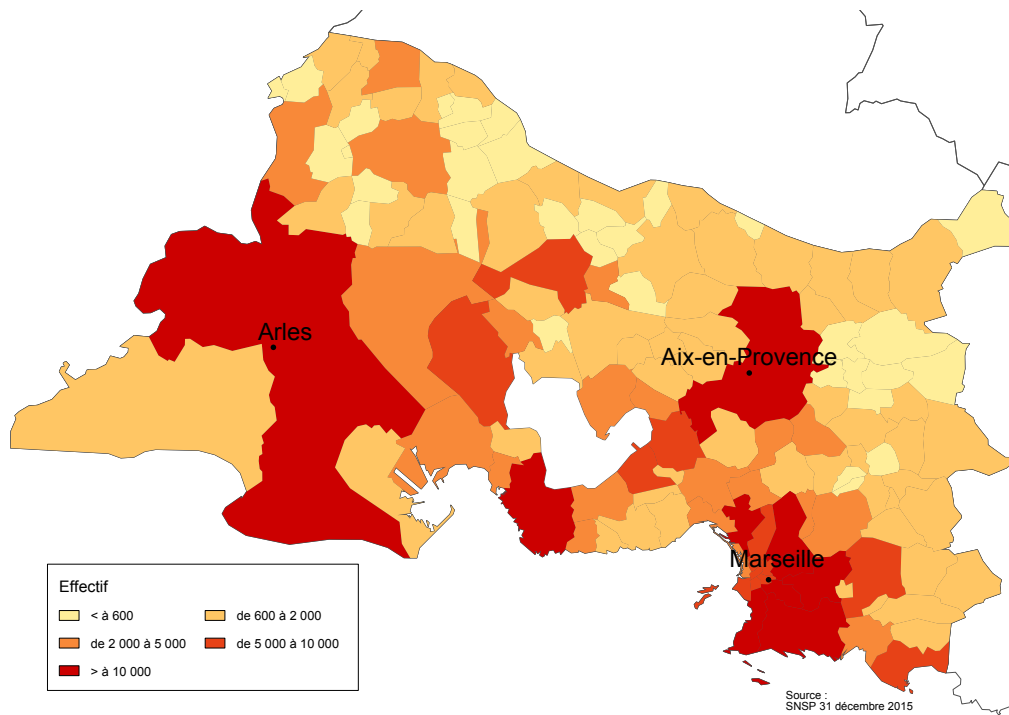 Arles
Aix-en-Provence
Marseille
Effectif
< à 600
de 600 à 2 000
de 2 000 à 5 000
de 5 000 à 10 000
> à 10 000
Source :
SNSP 31 décembre 2015